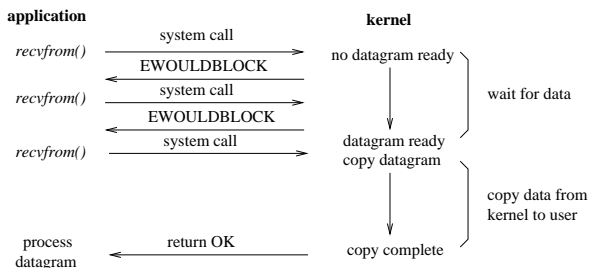 application
kernel
system call
recvfrom()
no datagram ready
EWOULDBLOCK
system call
recvfrom()
wait for data
EWOULDBLOCK
system call
datagram ready
recvfrom()
copy datagram
copy data from
kernel to user
process
datagram
return OK
copy complete